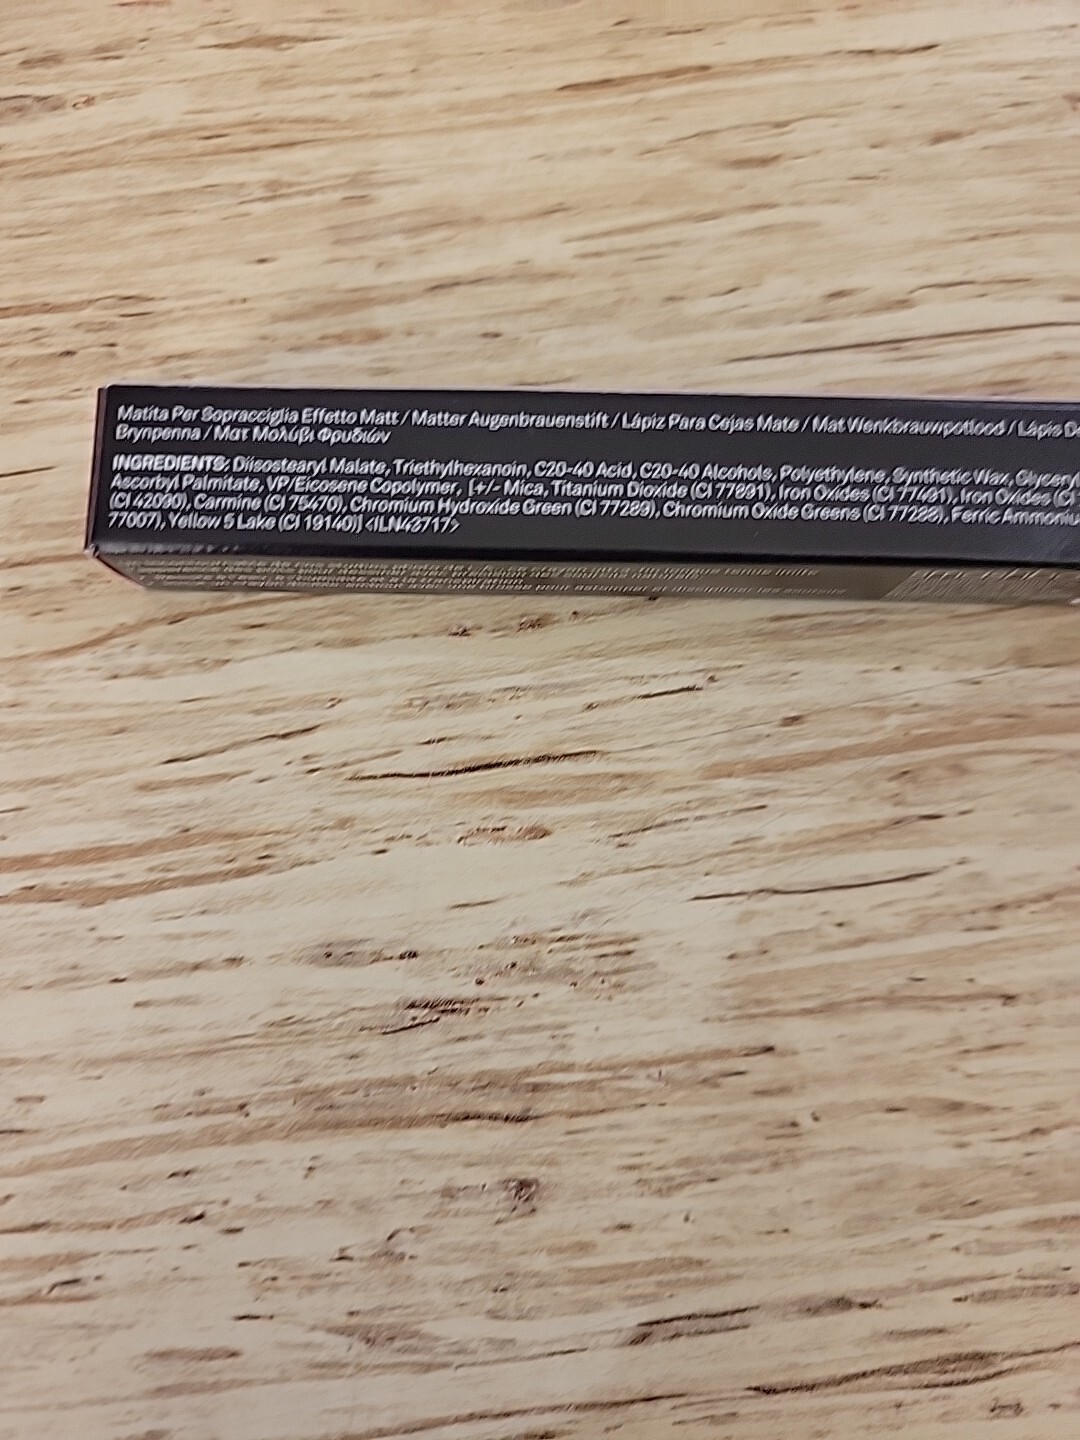 Matita Per Sopracciglia Effetto Matt / Matter Augenbrauenstift / Lápiz Para Cejas Mate / Mat Wenkbrauwpotlood / Lápis D
Brynpenna / Ματ Μολύβι Φρυδιών
INGREDIENTS: Diisostearyl Malate, Triethylhexanoin, C20-40 Acid, C20-40 Alcohols, Polyethylene, Synthetic Wax, Glyceryl
Ascorbyl Palmitate, VP/Eicosene Copolymer, [+/- Mica, Titanium Dioxide (CI 77891), Iron Oxides (CI 77491), Iron Oxides (CI
(CI 42090), Carmine (CI 75470), Chromium Hydroxide Green (CI 77289), Chromium Oxide Greens (CI 77288), Ferric Ammoniu
77007), Yellow 5 Lake (CI 19140)] <ILN43717>